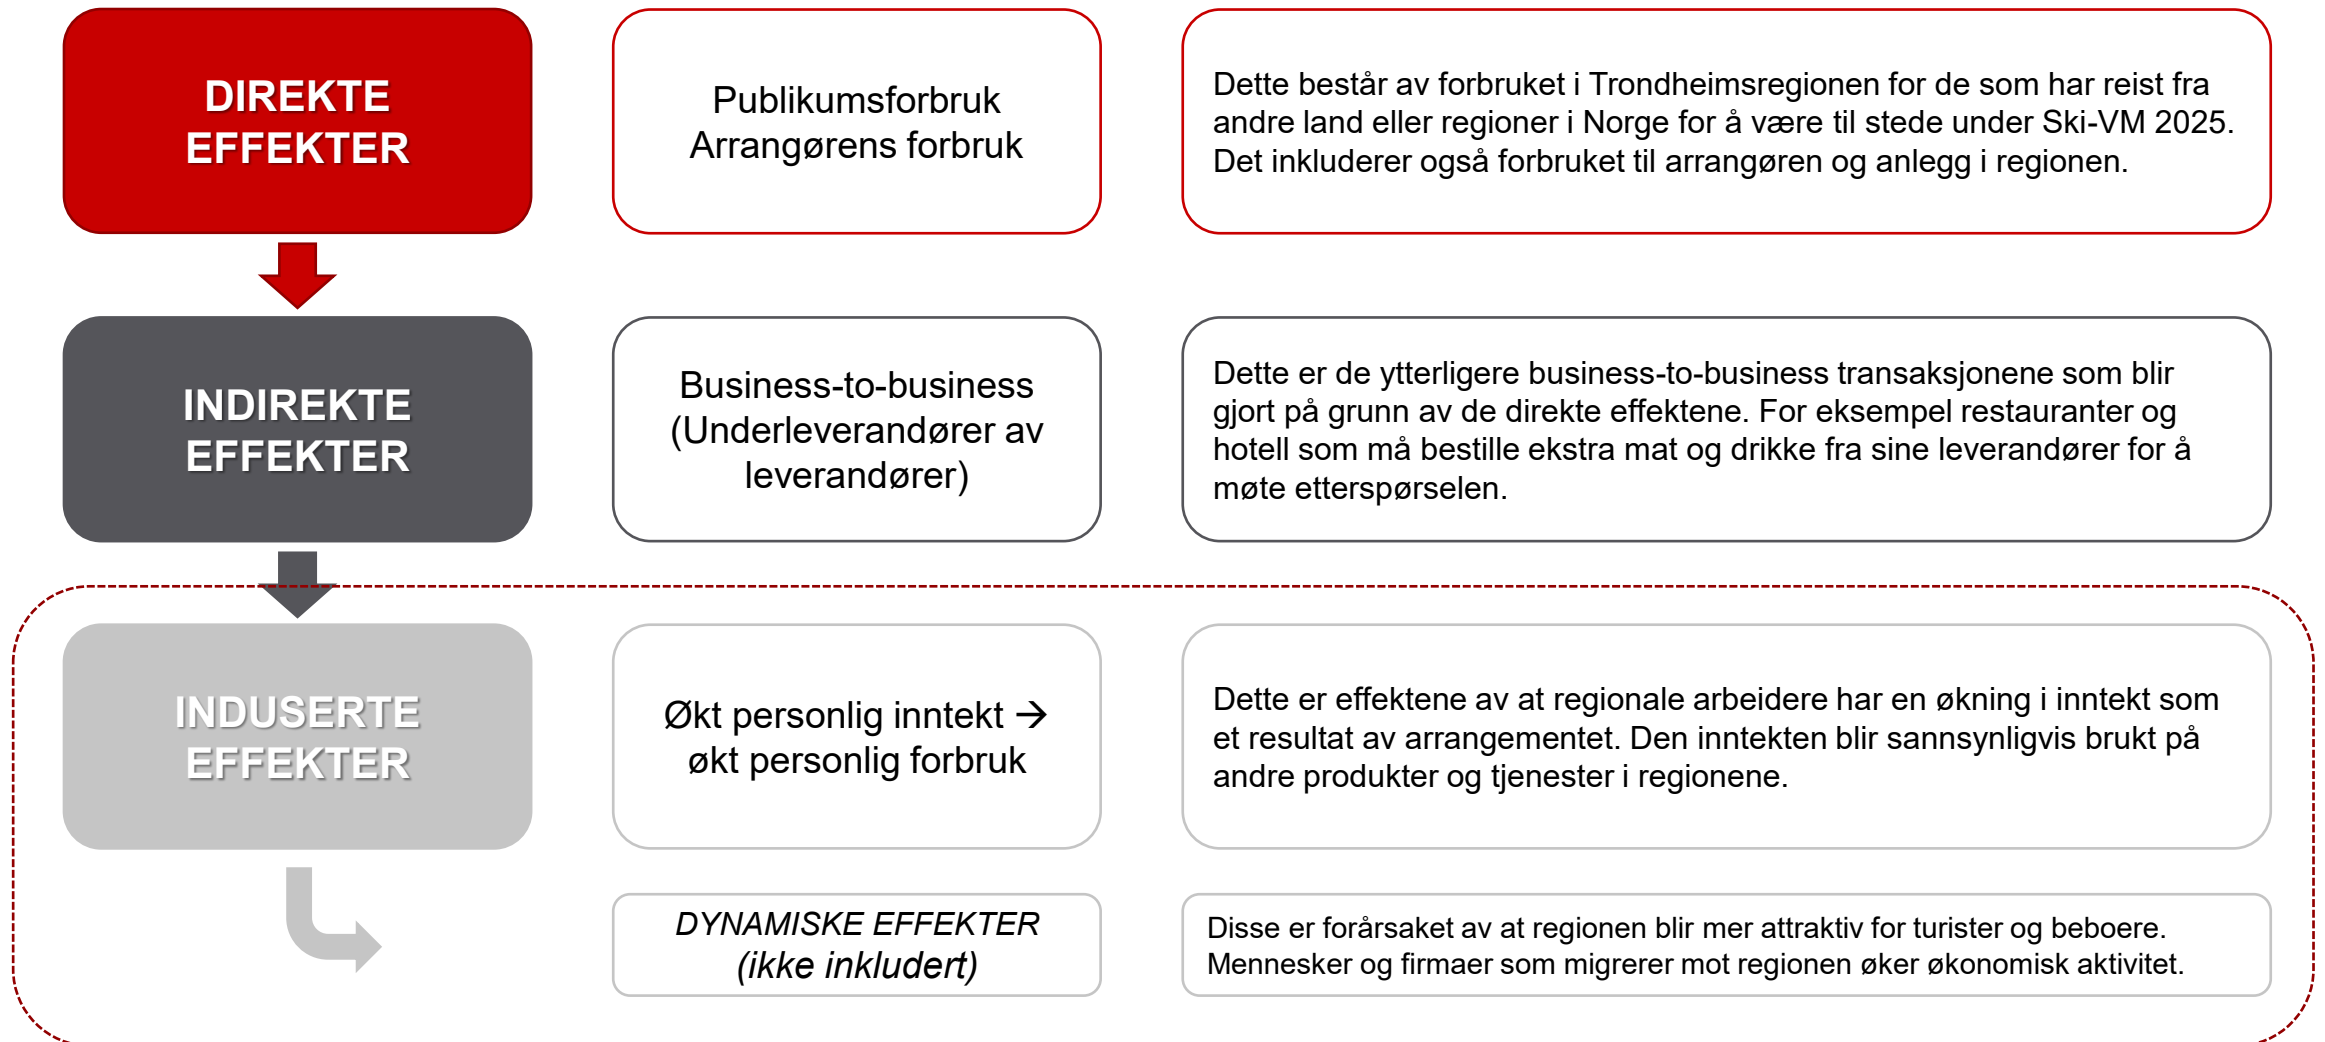 DIREKTE
EFFEKTER
Publikumsforbruk
Arrangørens forbruk
Dette består av forbruket i Trondheimsregionen for de som har reist fra
andre land eller regioner i Norge for å være til stede under Ski-VM 2025.
Det inkluderer også forbruket til arrangøren og anlegg i regionen.
INDIREKTE
EFFEKTER
Business-to-business
(Underleverandører av
leverandører)
Dette er de ytterligere business-to-business transaksjonene som blir
gjort på grunn av de direkte effektene. For eksempel restauranter og
hotell som må bestille ekstra mat og drikke fra sine leverandører for å
møte etterspørselen.
INDUSERTE
EFFEKTER
Økt personlig inntekt →
økt personlig forbruk
Dette er effektene av at regionale arbeidere har en økning i inntekt som
et resultat av arrangementet. Den inntekten blir sannsynligvis brukt på
andre produkter og tjenester i regionene.
DYNAMISKE EFFEKTER
(ikke inkludert)
Disse er forårsaket av at regionen blir mer attraktiv for turister og beboere.
Mennesker og firmaer som migrerer mot regionen øker økonomisk aktivitet.